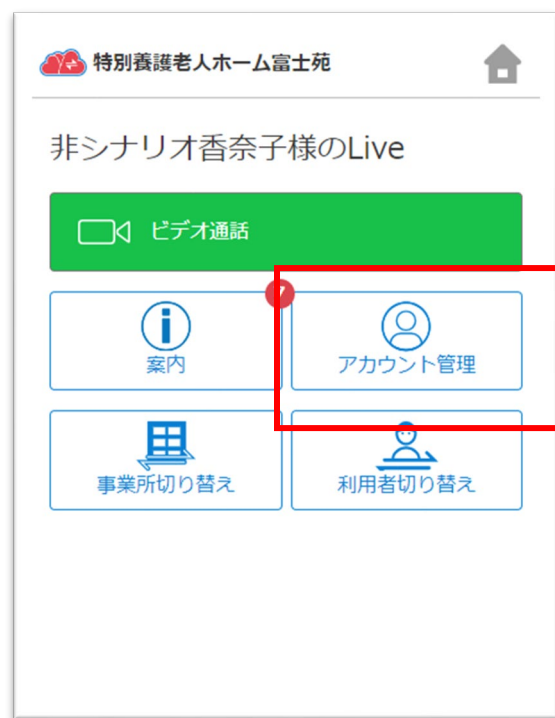 特別養護老人ホーム富士苑
非シナリオ香奈子様のLive
ビデオ通話
案内
アカウント管理
事業所切り替え
利用者切り替え